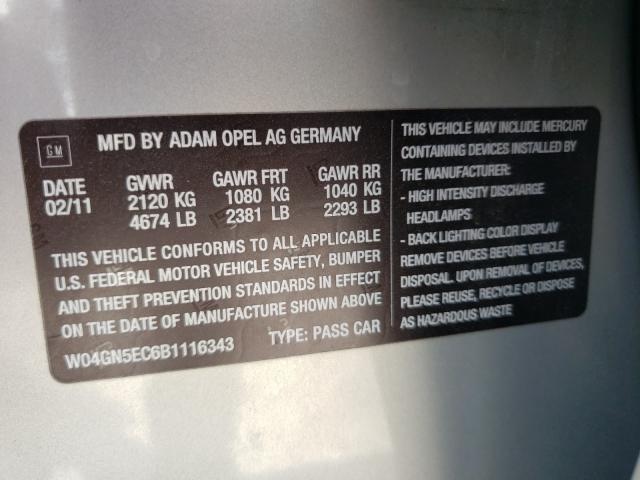 GM
MFD BY ADAM OPEL AG GERMANY
DATE GVWR GAWR FRT GAWR RR
02/11 2120 KG 1080 KG 1040 KG
4674 LB 2381 LB 2293 LB
THIS VEHICLE CONFORMS TO ALL APPLICABLE
U.S. FEDERAL MOTOR VEHICLE SAFETY, BUMPER
AND THEFT PREVENTION STANDARDS IN EFFECT
ON THE DATE OF MANUFACTURE SHOWN ABOVE
W04GN5EC6B1116343 TYPE: PASS CAR
THIS VEHICLE MAY INCLUDE MERCURY
CONTAINING DEVICES INSTALLED BY
THE MANUFACTURER:
- HIGH INTENSITY DISCHARGE
HEADLAMPS
- BACK LIGHTING COLOR DISPLAY
REMOVE DEVICES BEFORE VEHICLE
DISPOSAL. UPON REMOVAL OF DEVICES,
PLEASE REUSE, RECYCLE OR DISPOSE
AS HAZARDOUS WASTE